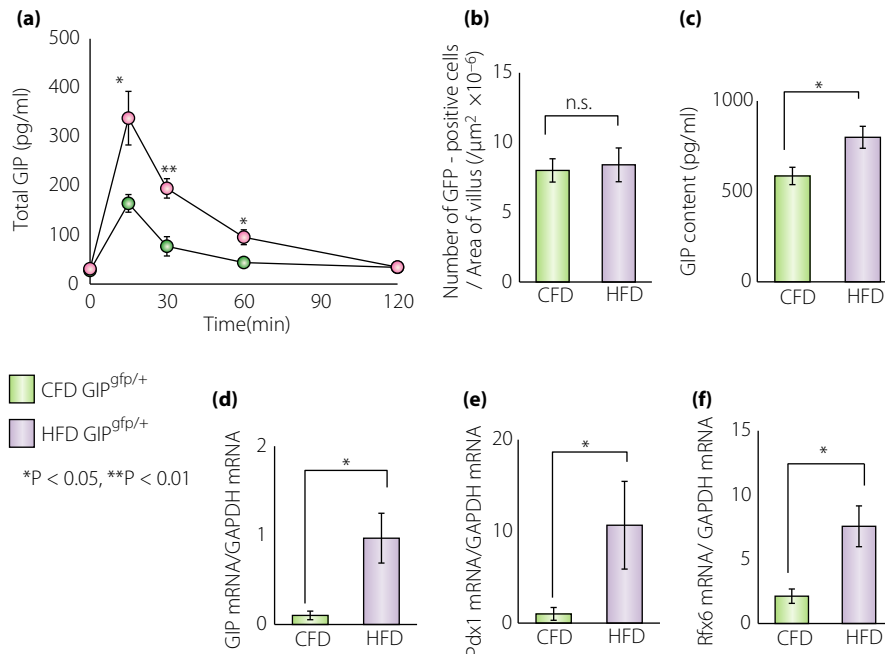 (a)
500
400
300
200
100
0
Total GIP (pg/ml)
*
**
*
0
30
60
90
120
Time(min)
(b)
Number of GFP - positive cells
/ Area of villus (/μm² ×10⁻⁶)
15
10
5
0
n.s.
CFD
HFD
(c)
GIP content (pg/ml)
1000
500
0
*
CFD
HFD
CFD GIP^gfp/+
HFD GIP^gfp/+
*P < 0.05, **P < 0.01
(d)
GIP mRNA/GAPDH mRNA
2
1
0
*
CFD
HFD
(e)
Pdx1 mRNA/GAPDH mRNA
20
10
0
*
CFD
HFD
(f)
Rfx6 mRNA/ GAPDH mRNA
15
10
5
0
*
CFD
HFD